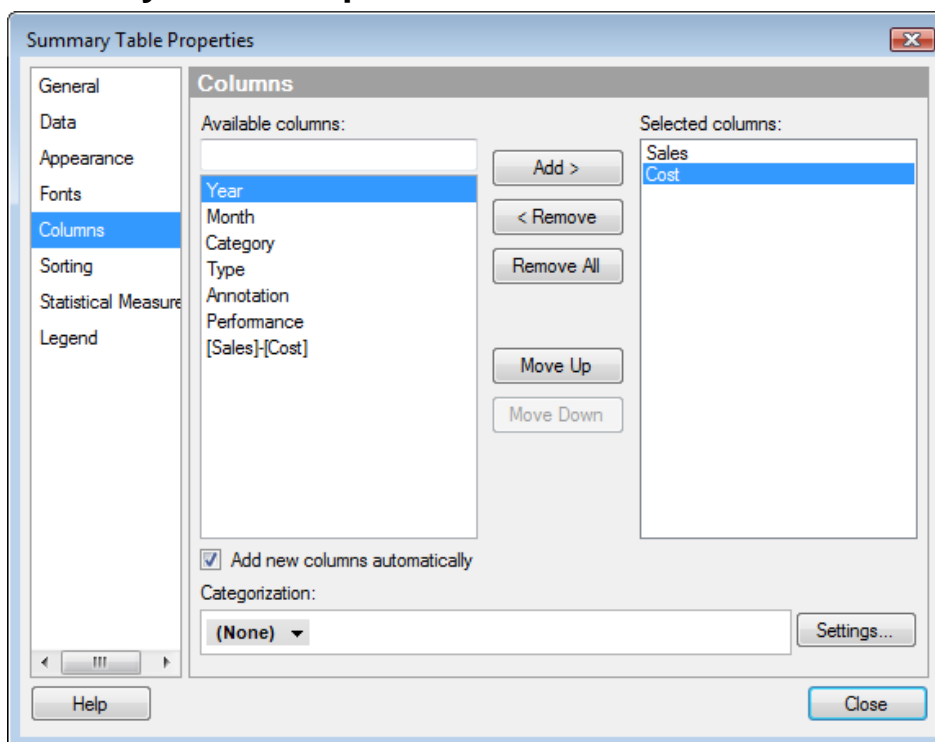 Summary Table Properties
General
Data
Appearance
Fonts
Columns
Sorting
Statistical Measure
Legend
Columns
Available columns:
Year
Month
Category
Type
Annotation
Performance
[Sales]-[Cost]
Add >
< Remove
Remove All
Move Up
Move Down
Selected columns:
Sales
Cost
Add new columns automatically
Categorization:
(None)
Settings...
Help
Close